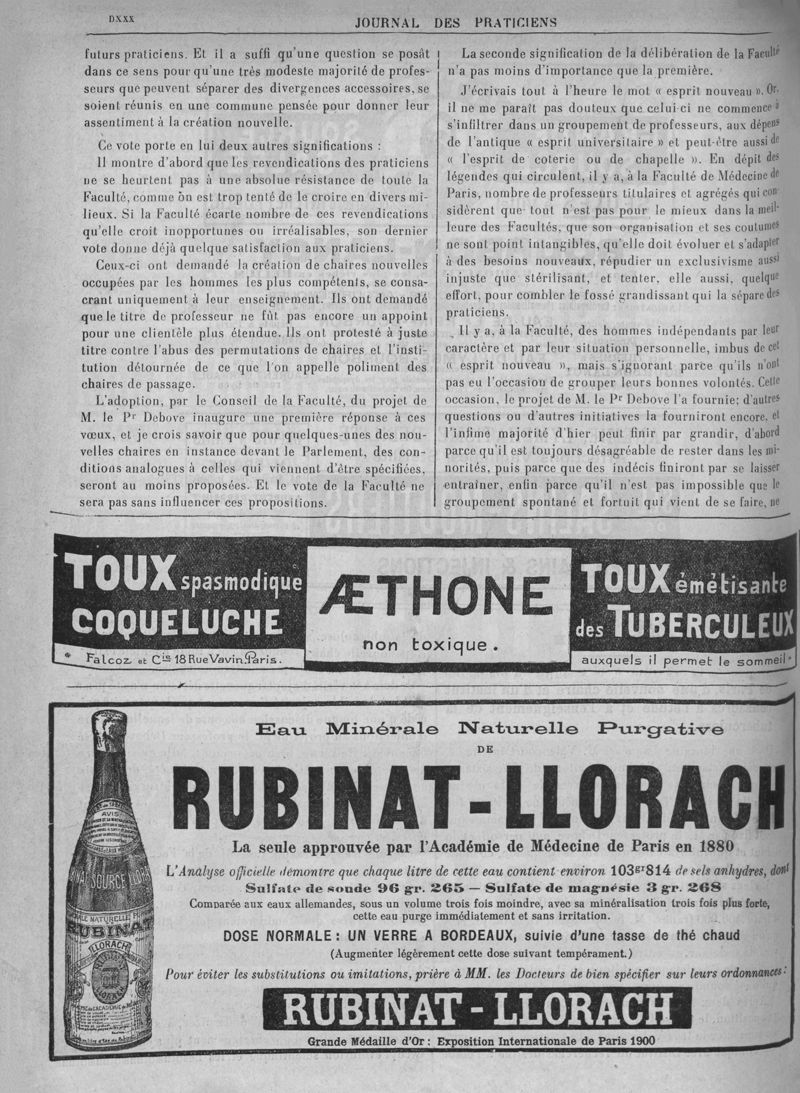 DXXX
JOURNAL DES PRATICIENS
futurs praticiens. Et il a suffi qu'une question se posât
dans ce sens pour qu'une très modeste majorité de profes-
seurs que peuvent séparer des divergences accessoires, se
soient réunis en une commune pensée pour donner leur
assentiment à la création nouvelle.
Ce vote porte en lui deux autres significations :
Il montre d'abord que les revendications des praticiens
ne se heurtent pas à une absolue résistance de toute la
Faculté, comme on est trop tenté de le croire en divers mi-
lieux. Si la Faculté écarte nombre de ces revendications
qu'elle croit inopportunes ou irréalisables, son dernier
vote donne déjà quelque satisfaction aux praticiens.
Ceux-ci ont demandé la création de chaires nouvelles
occupées par les hommes les plus compétents, se consa-
crant uniquement à leur enseignement. Ils ont demandé
que le titre de professeur ne fût pas encore un appoint
pour une clientèle plus étendue. Ils ont protesté à juste
titre contre l'abus des permutations de chaires et l'insti-
tution détournée de ce que l'on appelle poliment des
chaires de passage.
L'adoption, par le Conseil de la Faculté, du projet de
M. le Pr Debove inaugure une première réponse à ces
vœux, et je crois savoir que pour quelques-unes des nou-
velles chaires en instance devant le Parlement, des con-
ditions analogues à celles qui viennent d'être spécifiées,
seront au moins proposées. Et le vote de la Faculté ne
sera pas sans influencer ces propositions.
La seconde signification de la délibération de la Faculté
n'a pas moins d'importance que la première.
J'écrivais tout à l'heure le mot « esprit nouveau ». Or,
il ne me paraît pas douteux que celui-ci ne commence à
s'infiltrer dans un groupement de professeurs, aux dépens
de l'antique « esprit universitaire » et peut-être aussi de
« l'esprit de coterie ou de chapelle ». En dépit des
légendes qui circulent, il y a, à la Faculté de Médecine de
Paris, nombre de professeurs titulaires et agrégés qui con-
sidèrent que tout n'est pas pour le mieux dans la meil-
leure des Facultés, que son organisation et ses coutumes
ne sont point intangibles, qu'elle doit évoluer et s'adapter
à des besoins nouveaux, répudier un exclusivisme aussi
injuste que stérilisant, et tenter, elle aussi, quelque
effort, pour combler le fossé grandissant qui la sépare des
praticiens.
Il y a, à la Faculté, des hommes indépendants par leur
caractère et par leur situation personnelle, imbus de cet
« esprit nouveau », mais s'ignorant parce qu'ils n'ont
pas eu l'occasion de grouper leurs bonnes volontés. Cette
occasion, le projet de M. le Pr Debove l'a fournie; d'autres
questions ou d'autres initiatives la fourniront encore, et
l'infime majorité d'hier peut finir par grandir, d'abord
parce qu'il est toujours désagréable de rester dans les mi-
norités, puis parce que des indécis finiront par se laisser
entraîner, enfin parce qu'il n'est pas impossible que le
groupement spontané et fortuit qui vient de se faire, ne
TOUX spasmodique
COQUELUCHE
* Falcoz et Cie 18 Rue Vavin. Paris.
ÆTHONE
non toxique.
TOUX émétisante
des TUBERCULEUX
auxquels il permet le sommeil *
Eau Minérale Naturelle Purgative
DE
RUBINAT-LLORACH
La seule approuvée par l'Académie de Médecine de Paris en 1880
L'Analyse officielle démontre que chaque litre de cette eau contient environ 103gr814 de sels anhydres, dont
Sulfate de soude 96 gr. 265 — Sulfate de magnésie 3 gr. 268
Comparée aux eaux allemandes, sous un volume trois fois moindre, avec sa minéralisation trois fois plus forte,
cette eau purge immédiatement et sans irritation.
DOSE NORMALE : UN VERRE A BORDEAUX, suivie d'une tasse de thé chaud
(Augmenter légèrement cette dose suivant tempérament.)
Pour éviter les substitutions ou imitations, prière à MM. les Docteurs de bien spécifier sur leurs ordonnances :
RUBINAT - LLORACH
Grande Médaille d'Or : Exposition Internationale de Paris 1900
AVIS
SOURCE LLOR
LE NATURELLE P
RUBINAT
LLORACH